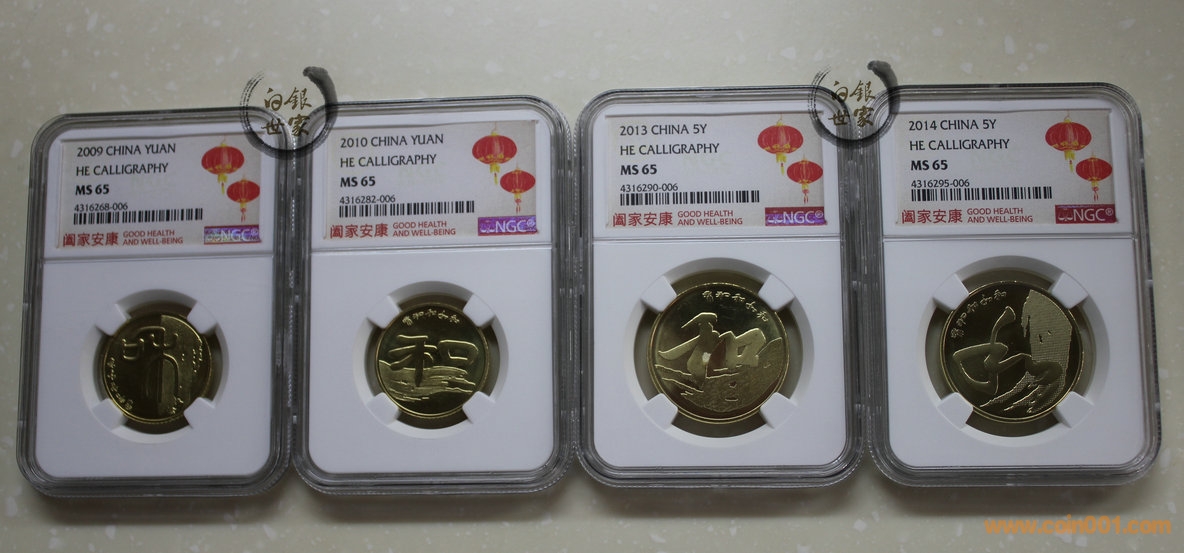 白銀
世家
2009 CHINA YUAN
HE CALLIGRAPHY
MS 65
4316268-006
阖家安康 GOOD HEALTH
AND WELL-BEING
NGC®
2010 CHINA YUAN
HE CALLIGRAPHY
MS 65
4316282-006
阖家安康 GOOD HEALTH
AND WELL-BEING
NGC®
和
白銀
世家
2013 CHINA 5Y
HE CALLIGRAPHY
MS 65
4316290-006
阖家安康 GOOD HEALTH
AND WELL-BEING
NGC®
和
2014 CHINA 5Y
HE CALLIGRAPHY
MS 65
4316295-006
阖家安康 GOOD HEALTH
AND WELL-BEING
NGC®
www.csin001.com